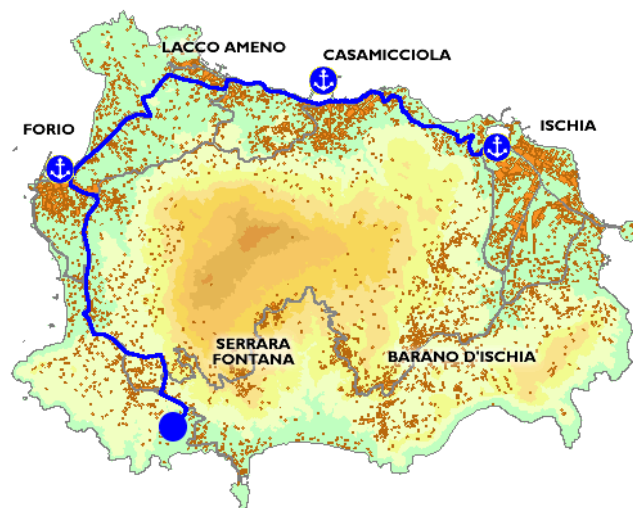 LACCO AMENO
CASAMICCIOLA
FORIO
ISCHIA
SERRARA
FONTANA
BARANO D'ISCHIA